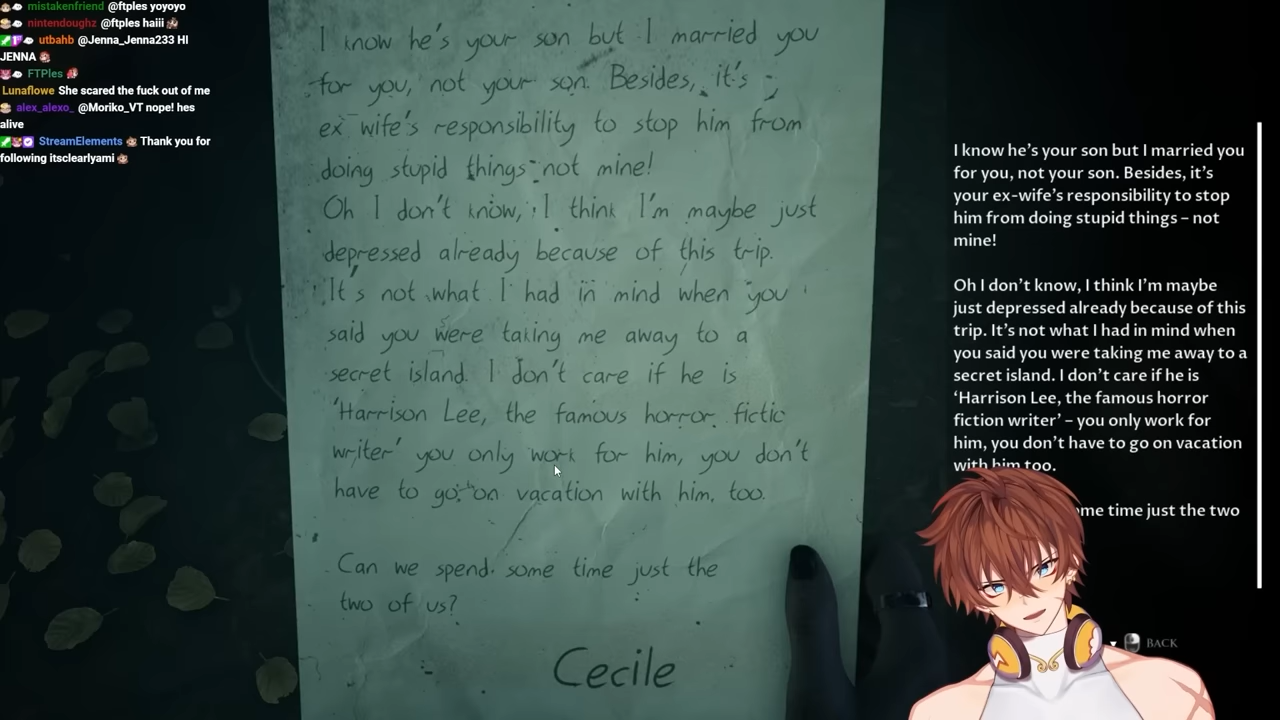 mistakenfriend @ftples yoyoyo
nintendoughz @ftples haiii
utbahb @Jenna_Jenna233 HI
JENNA
FTPles
Lunaflowe She scared the fuck out of me
alex_alexo_ @Moriko_VT nope! hes
alive
StreamElements Thank you for
following itsclearlyami
I know he's your son but I married you
for you, not your son. Besides, it's
ex wife's responsibility to stop him from
doing stupid things - not mine!
Oh I don't know, I think I'm maybe just
depressed already because of this trip.
It's not what I had in mind when you
said you were taking me away to a
secret island. I don't care if he is
'Harrison Lee, the famous horror fictic
writer' you only work for him, you don't
have to go on vacation with him, too.
Can we spend some time just the
two of us?
Cecile
I know he's your son but I married you
for you, not your son. Besides, it's
your ex-wife's responsibility to stop
him from doing stupid things – not
mine!
Oh I don't know, I think I'm maybe
just depressed already because of this
trip. It's not what I had in mind when
you said you were taking me away to a
secret island. I don't care if he is
‘Harrison Lee, the famous horror
fiction writer’ – you only work for
him, you don't have to go on vacation
with him too.
me time just the two
BACK